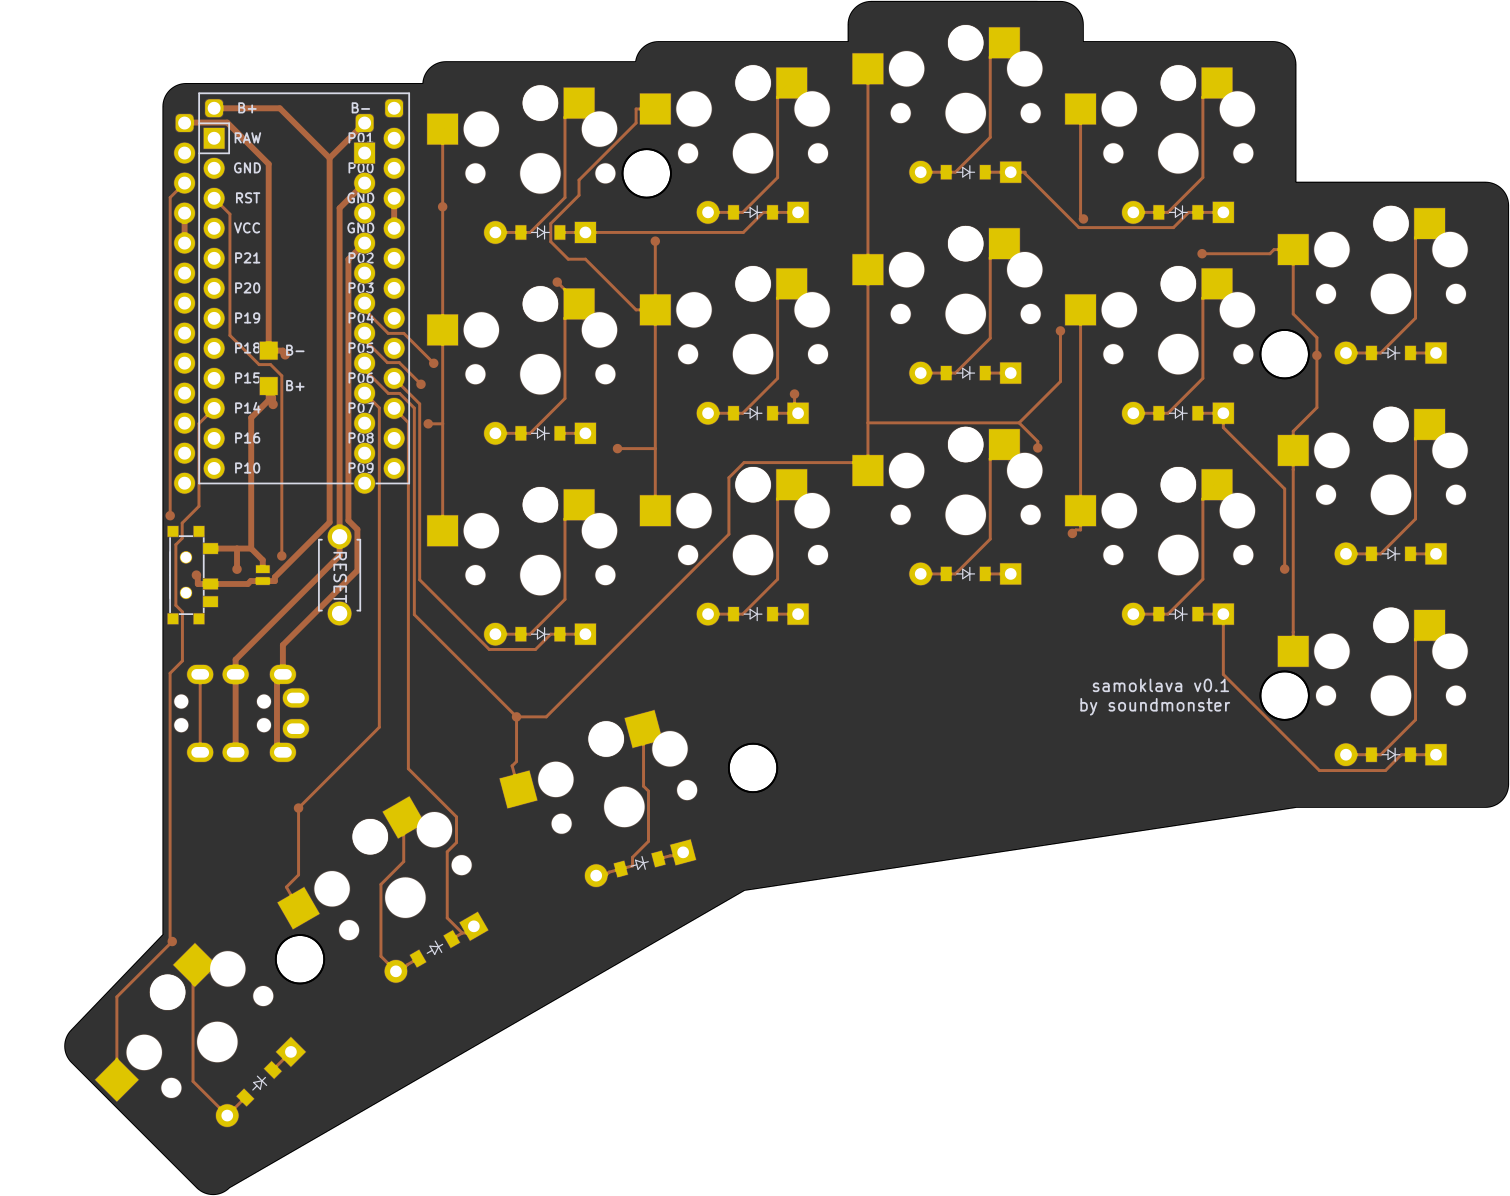 B+ B-
RAW P01
GND P00
RST GND
VCC GND
P21 P02
P20 P03
P19 P04
P18 P05
B-
P15 P06
B+
P14 P07
P16 P08
P10 P09
RESET
samoklava v0.1
by soundmonster